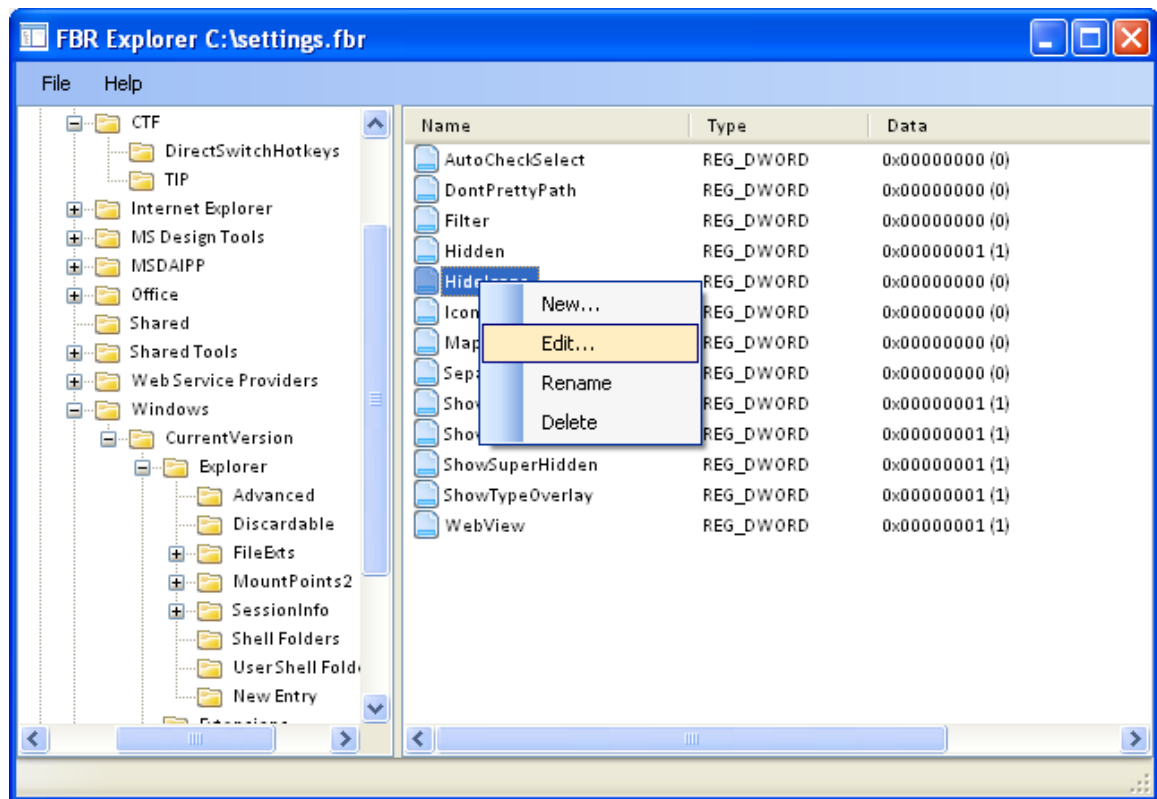 FBR Explorer C:\settings.fbr
File Help
CTF
DirectSwitchHotkeys
TIP
Internet Explorer
MS Design Tools
MSDAIPP
Office
Shared
Shared Tools
Web Service Providers
Windows
CurrentVersion
Explorer
Advanced
Discardable
FileExts
MountPoints2
SessionInfo
Shell Folders
User Shell
New Entry
Name Type Data
AutoCheckSelect REG_DWORD 0x00000000 (0)
DontPrettyPath REG_DWORD 0x00000000 (0)
Filter REG_DWORD 0x00000000 (0)
Hidden REG_DWORD 0x00000001 (1)
REG_DWORD 0x00000000 (0)
REG_DWORD 0x00000000 (0)
REG_DWORD 0x00000000 (0)
REG_DWORD 0x00000000 (0)
REG_DWORD 0x00000001 (1)
REG_DWORD 0x00000001 (1)
ShowSuperHidden REG_DWORD 0x00000001 (1)
ShowTypeOverlay REG_DWORD 0x00000001 (1)
WebView REG_DWORD 0x00000001 (1)
New...
Edit...
Rename
Delete